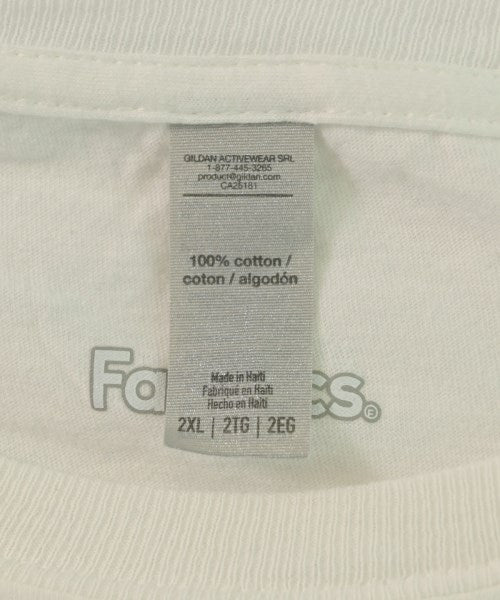 GILDAN ACTIVEWEAR SRL
1-877-445-3265
product@gildan.com
CA25181
100% cotton /
coton / algodón
Made in Haiti
Fabriqué en Haïti
Hecho en Haití
2XL | 2TG | 2EG